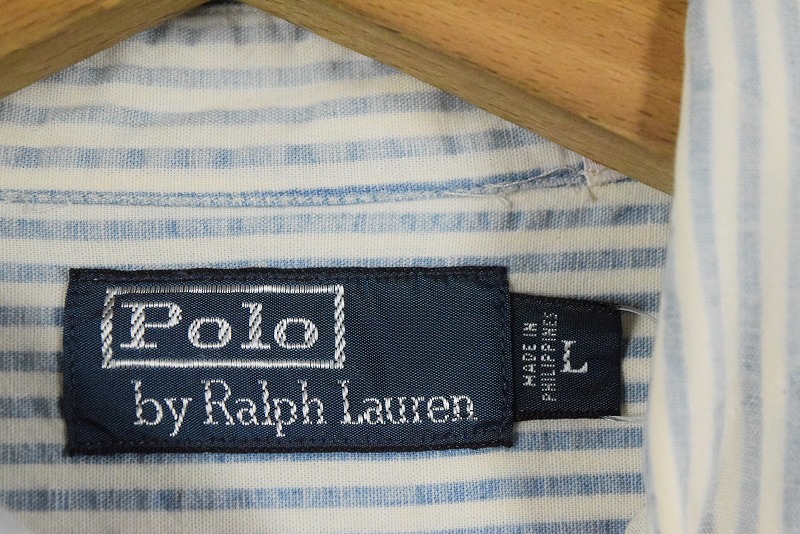 Polo
by Ralph Lauren
MADE IN
PHILIPPINES
L